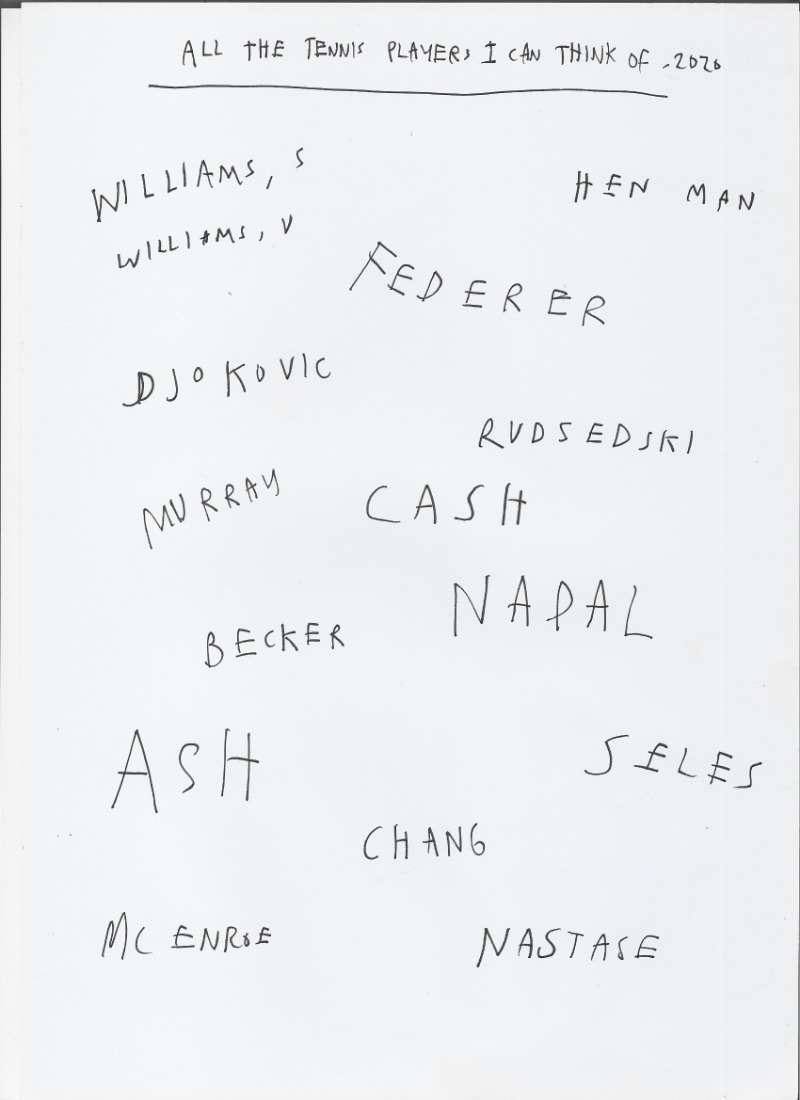 ALL THE TENNIS PLAYERS I CAN THINK OF .2020
WILLIAMS, S
HEN MAN
WILLIAMS, V
FEDERER
DJOKOVIC
RUDSEDSKI
MURRAY
CASH
NADAL
BECKER
ASH
SELES
CHANG
MC ENROE
NASTASE